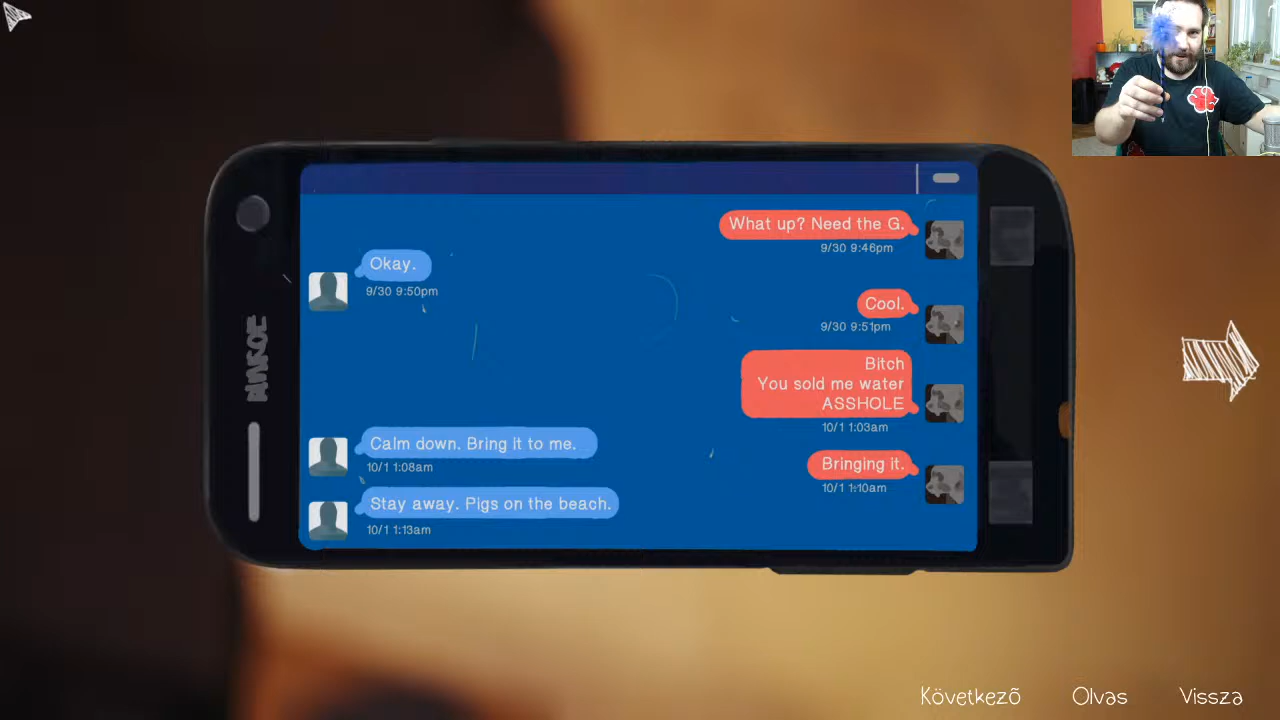 What up? Need the G.
9/30 9:46pm
Okay.
9/30 9:50pm
Cool.
9/30 9:51pm
Bitch
You sold me water
ASSHOLE
10/1 1:03am
Calm down. Bring it to me.
10/1 1:08am
Bringing it.
10/1 1:10am
Stay away. Pigs on the beach.
10/1 1:13am
Következő
Olvas
Vissza